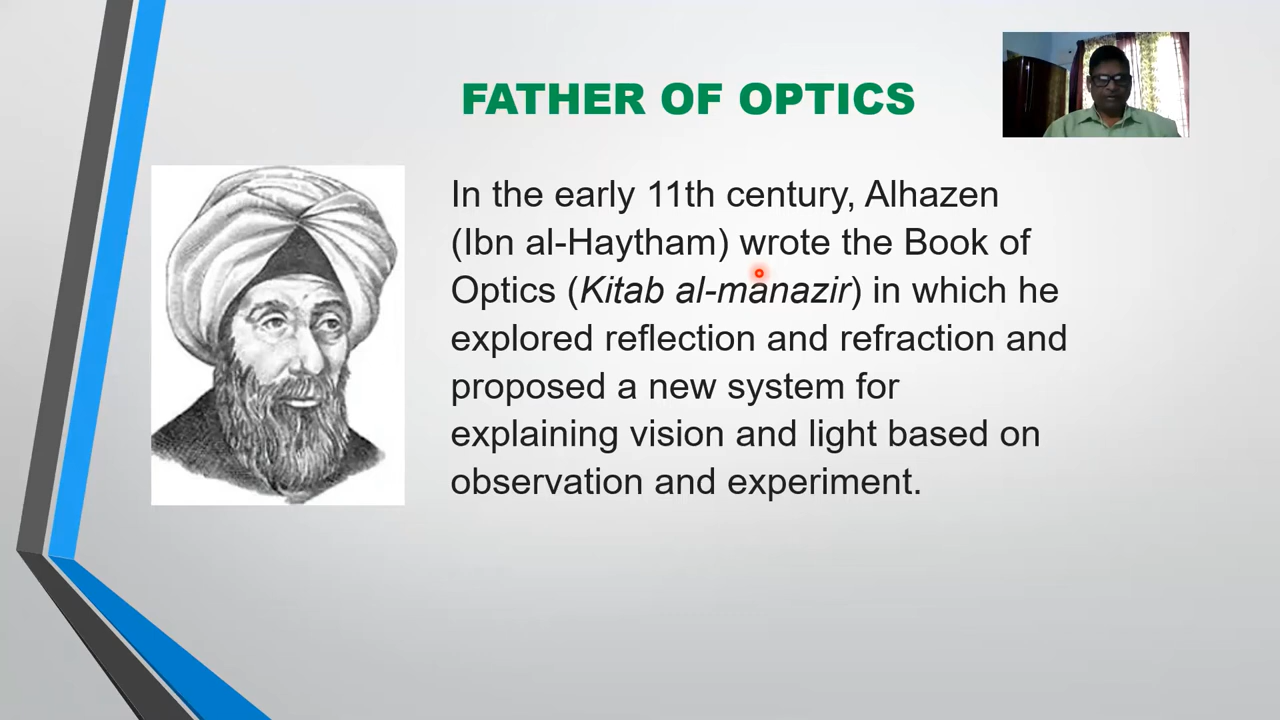 FATHER OF OPTICS
In the early 11th century, Alhazen
(Ibn al-Haytham) wrote the Book of
Optics (Kitab al-manazir) in which he
explored reflection and refraction and
proposed a new system for
explaining vision and light based on
observation and experiment.